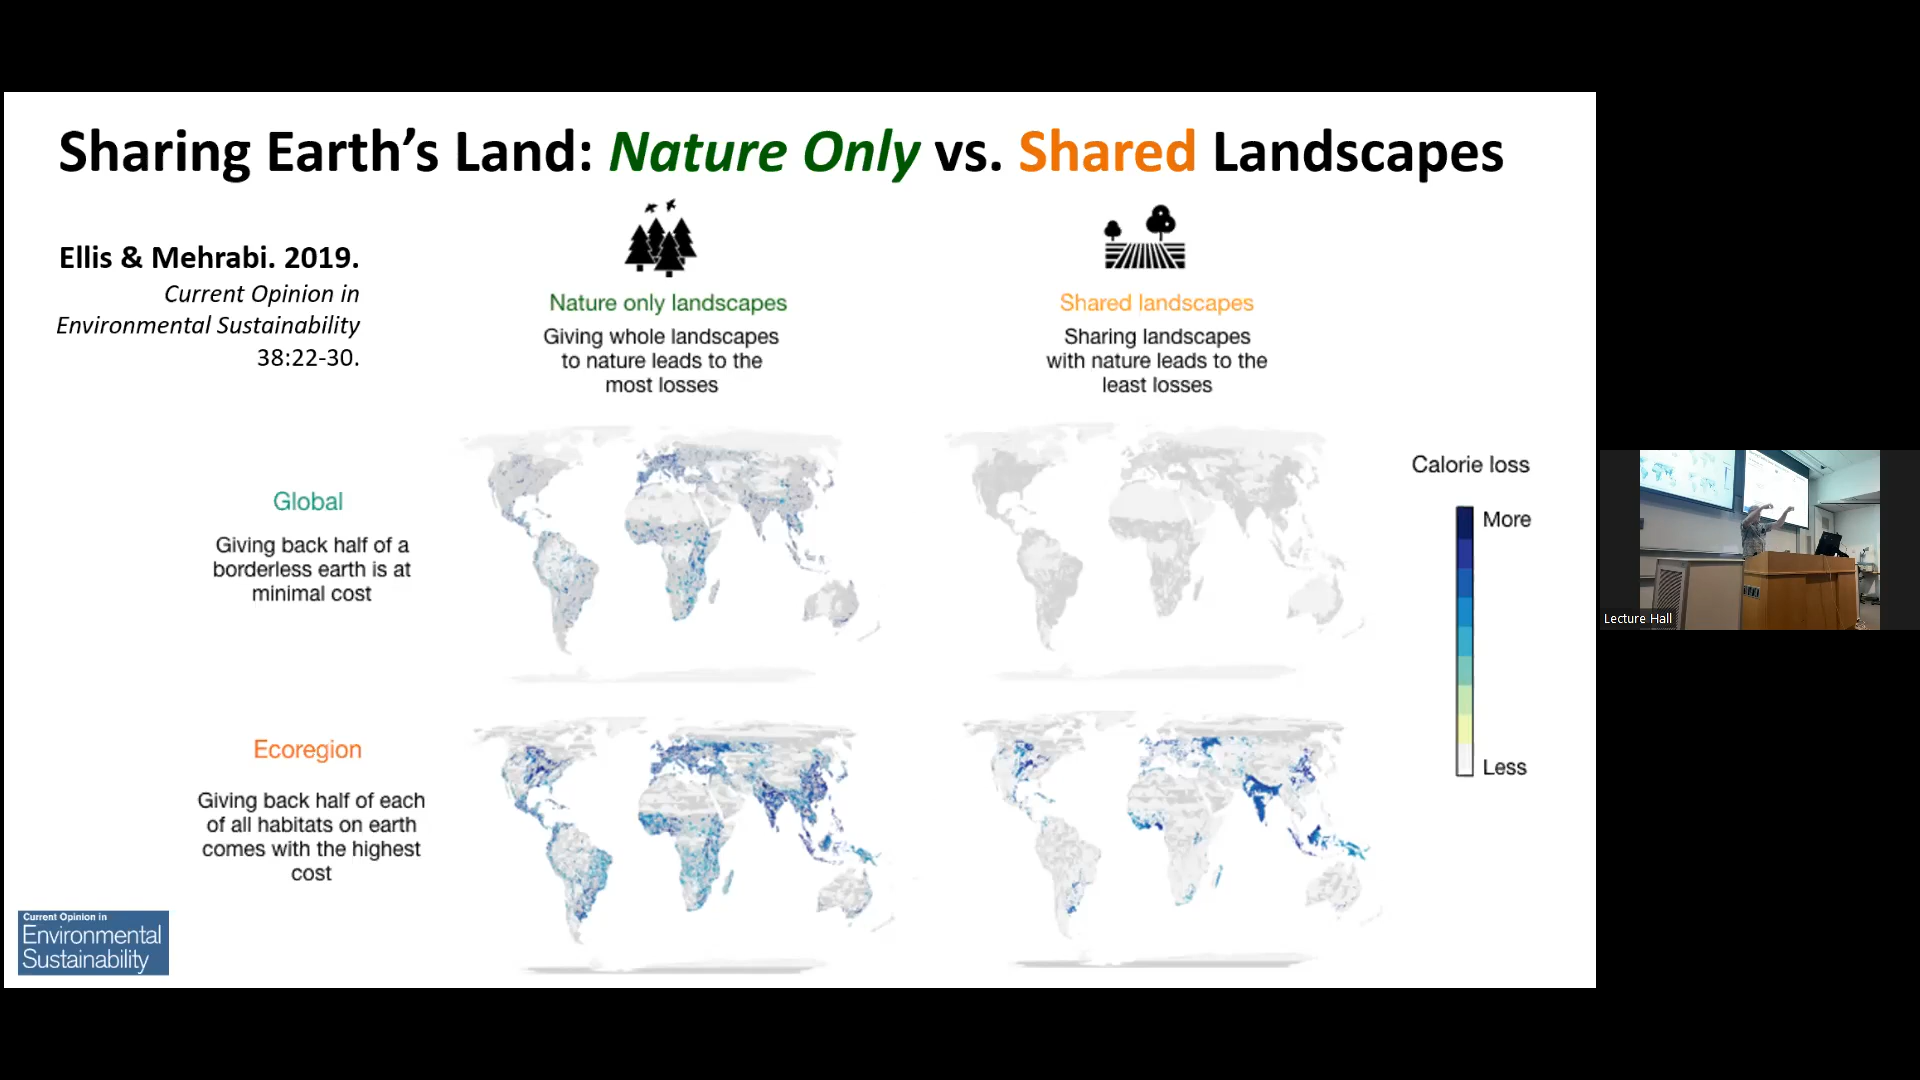 Sharing Earth's Land: Nature Only vs. Shared Landscapes
Ellis & Mehrabi. 2019.
Current Opinion in
Environmental Sustainability
38:22-30.
Nature only landscapes
Giving whole landscapes
to nature leads to the
most losses
Shared landscapes
Sharing landscapes
with nature leads to the
least losses
Global
Giving back half of a
borderless earth is at
minimal cost
Calorie loss
More
Less
Ecoregion
Giving back half of each
of all habitats on earth
comes with the highest
cost
Current Opinion in
Environmental
Sustainability
Lecture Hall